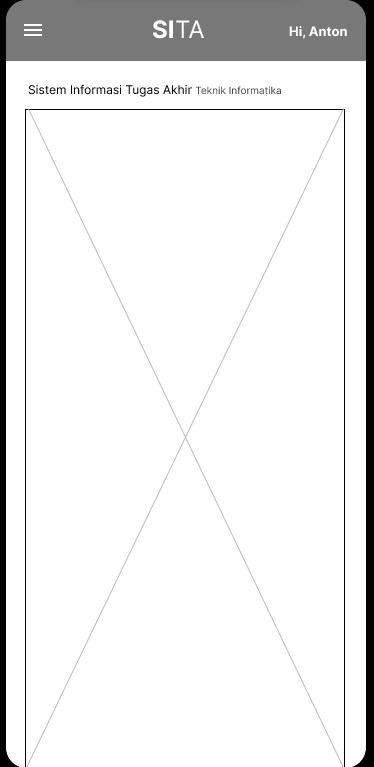 SITA
Hi, Anton
Sistem Informasi Tugas Akhir Teknik Informatika